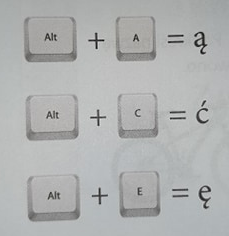 Alt + A = ą
Alt + C = ć
Alt + E = ę